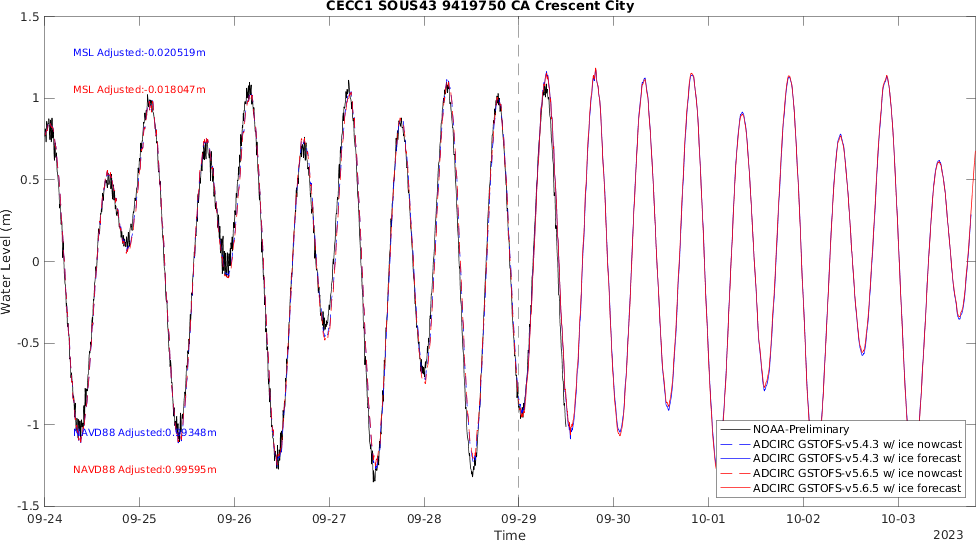 CECC1 SOUS43 9419750 CA Crescent City
1.5
1
0.5
0
-0.5
-1
-1.5
Water Level (m)
MSL Adjusted:-0.020519m
MSL Adjusted:-0.018047m
NAVD88 Adjusted:0.99348m
NAVD88 Adjusted:0.99595m
NOAA-Preliminary
ADCIRC GSTOFS-v5.4.3 w/ ice nowcast
ADCIRC GSTOFS-v5.4.3 w/ ice forecast
ADCIRC GSTOFS-v5.6.5 w/ ice nowcast
ADCIRC GSTOFS-v5.6.5 w/ ice forecast
09-24 09-25 09-26 09-27 09-28 09-29 09-30 10-01 10-02 10-03
Time
2023